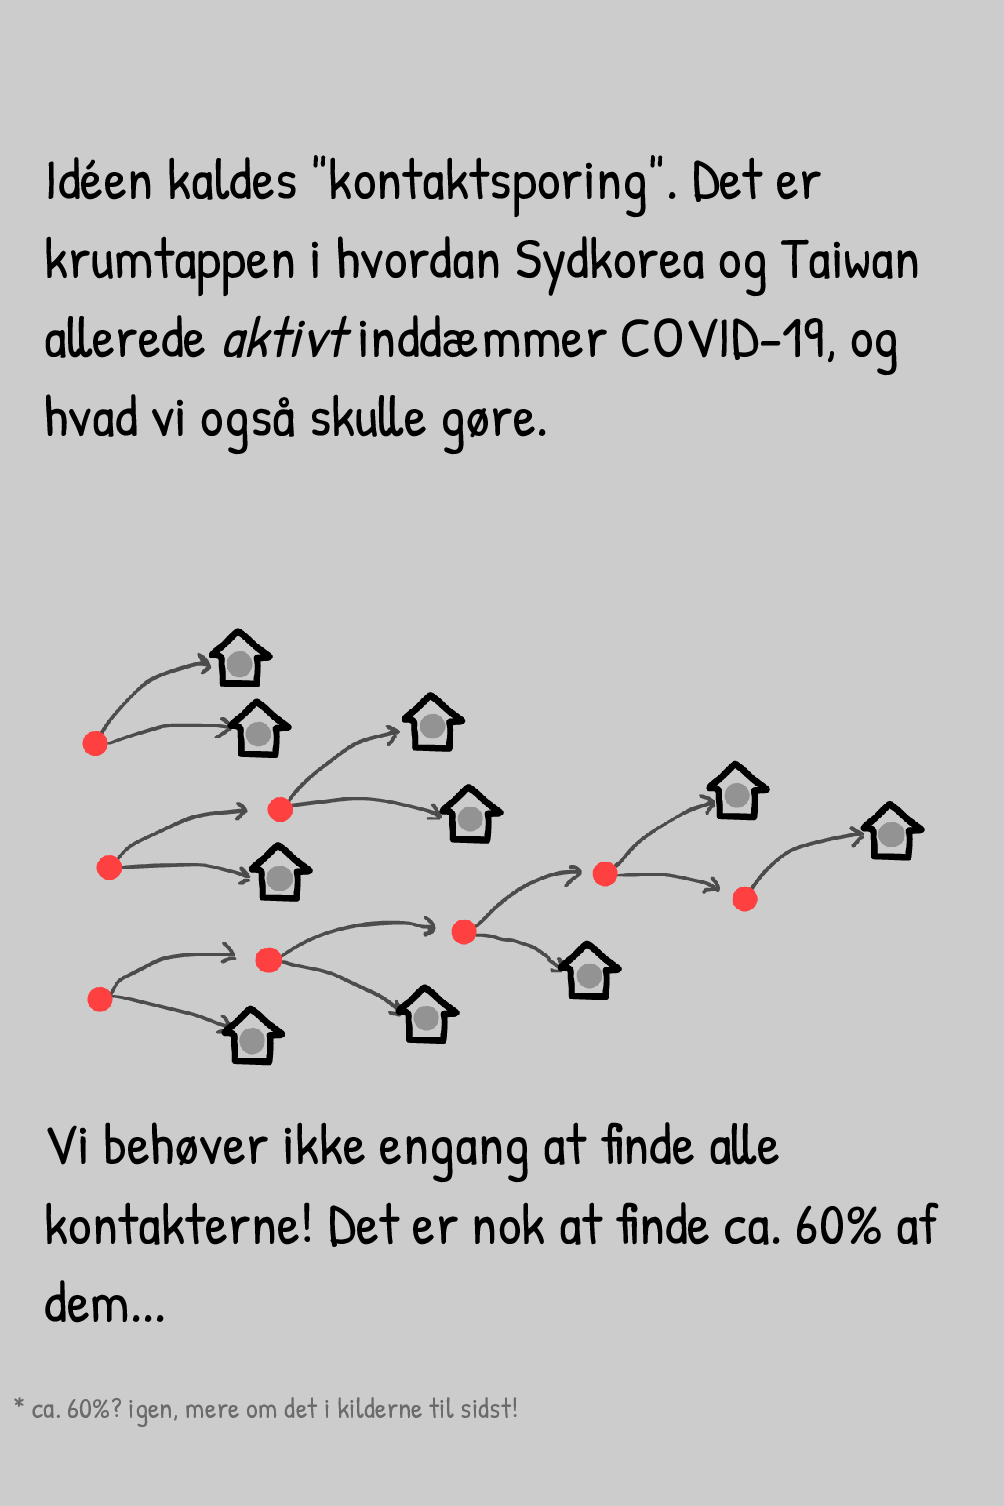 Idéen kaldes "kontaktsporing". Det er
krumtappen i hvordan Sydkorea og Taiwan
allerede aktivt inddæmmer COVID-19, og
hvad vi også skulle gøre.
Vi behøver ikke engang at finde alle
kontakterne! Det er nok at finde ca. 60% af
dem...
* ca. 60%? igen, mere om det i kilderne til sidst!